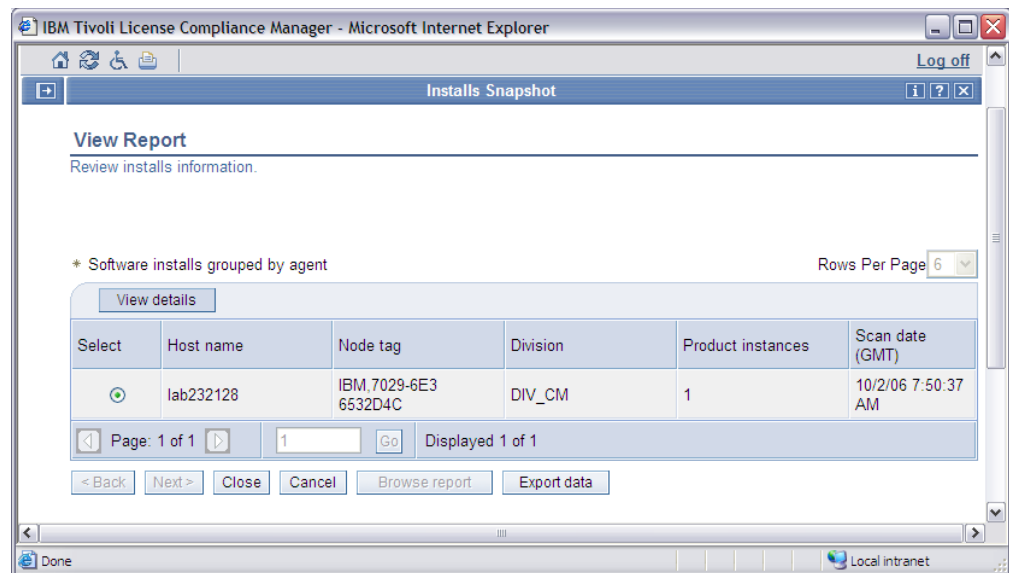 IBM Tivoli License Compliance Manager - Microsoft Internet Explorer
Log off
Installs Snapshot
View Report
Review installs information.
* Software installs grouped by agent
Rows Per Page 6
View details
Select Host name Node tag Division Product instances Scan date (GMT)
lab232128 IBM,7029-6E3 6532D4C DIV_CM 1 10/2/06 7:50:37 AM
Page: 1 of 1 1 Go Displayed 1 of 1
< Back Next > Close Cancel Browse report Export data
Done Local intranet